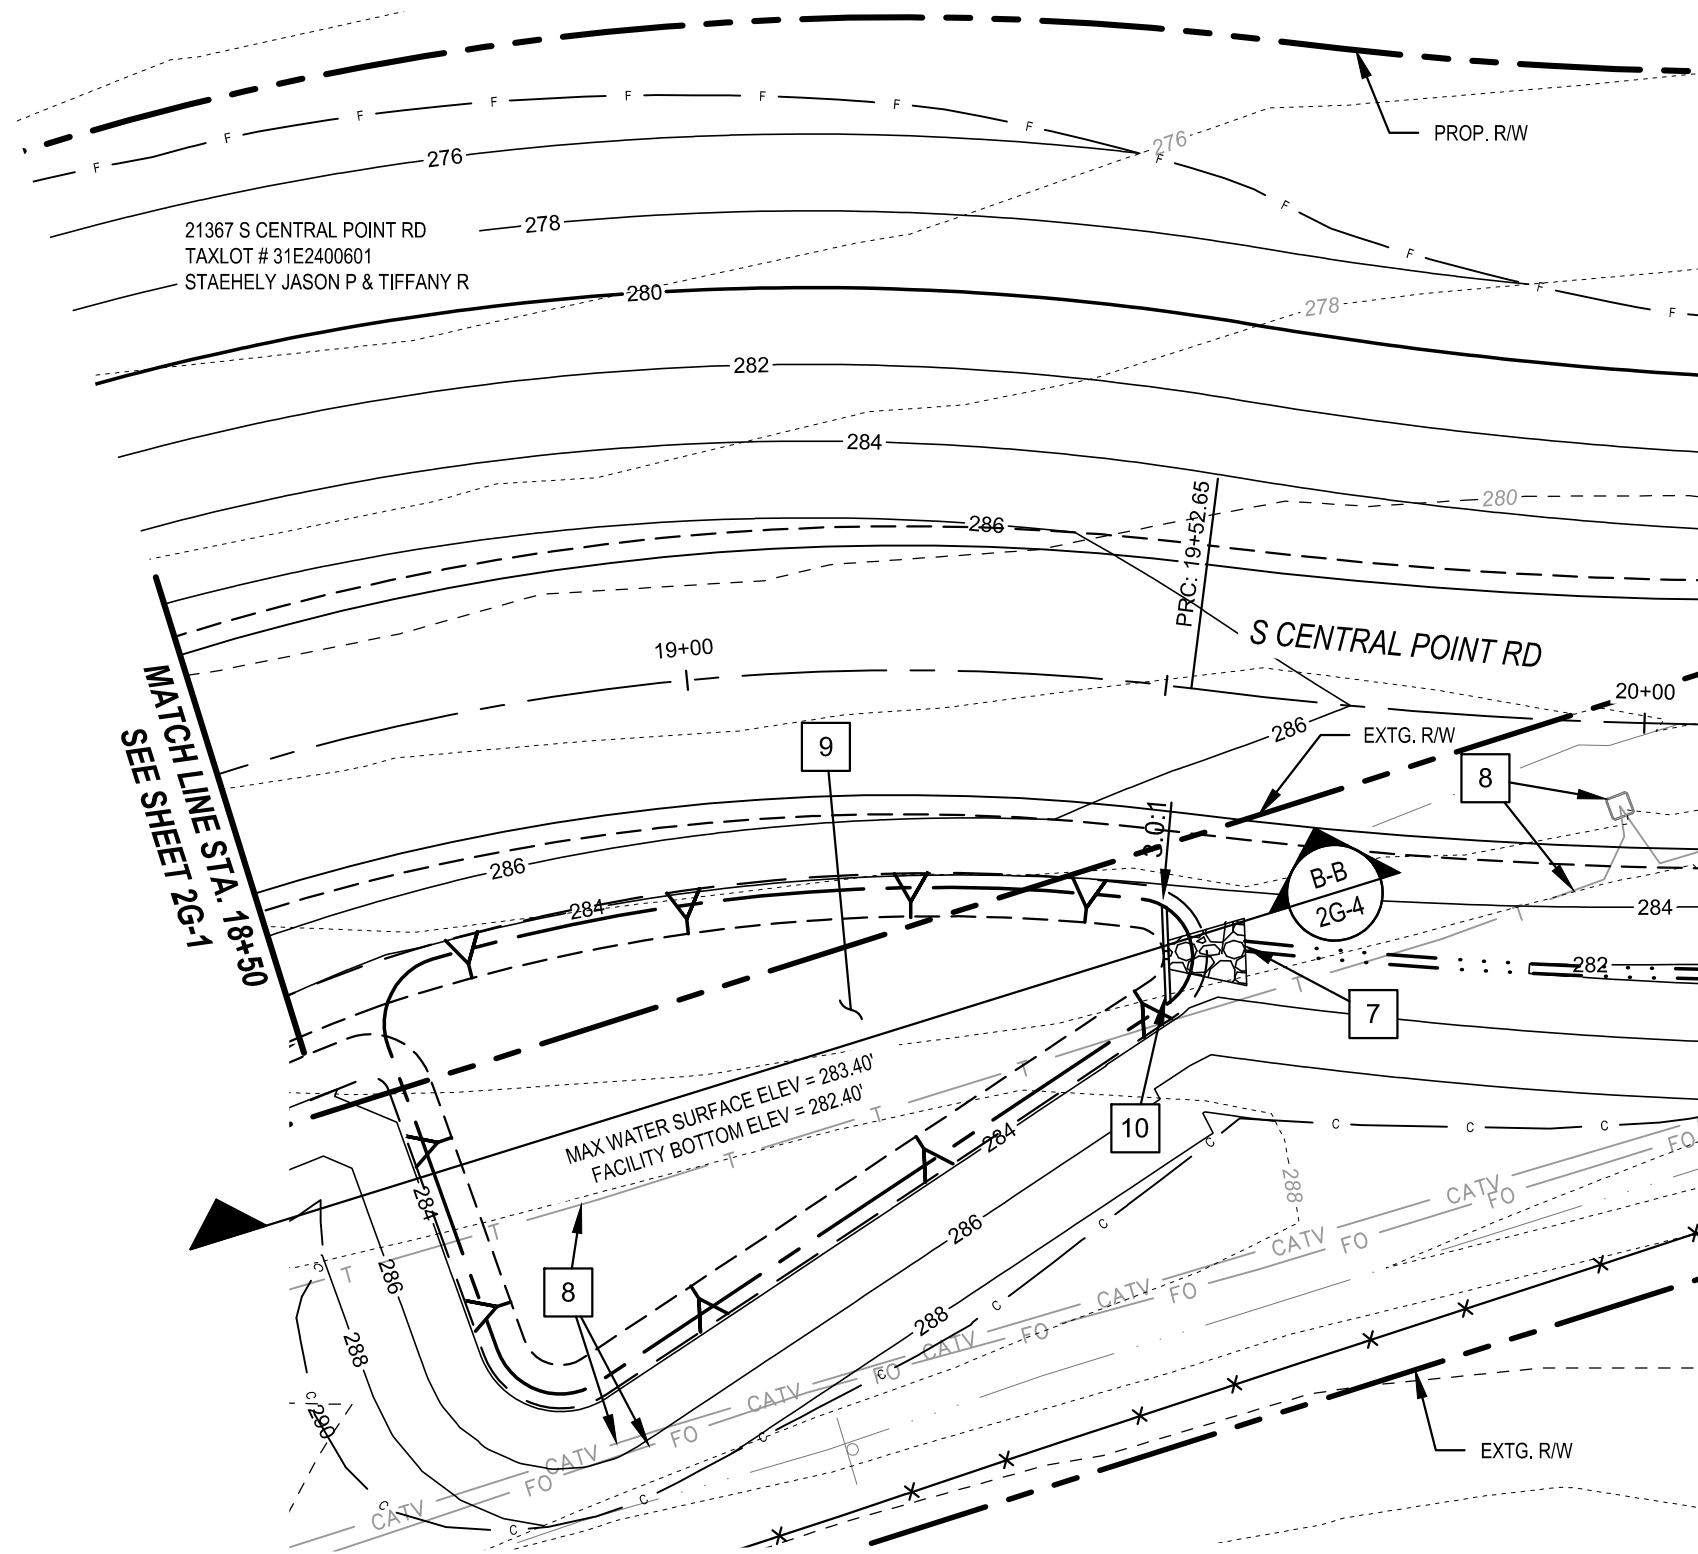 F F F F F F F F
276
276
F
F
PROP. R/W
21367 S CENTRAL POINT RD
TAXLOT # 31E2400601
STAEHELY JASON P & TIFFANY R
278
F
F
F
280
278
282
284
286
280
PRC: 19+52.65
S CENTRAL POINT RD
19+00
20+00
MATCH LINE STA. 18+50
SEE SHEET 2G-1
286
EXTG. R/W
9
8
3.0:1
286
B-B
2G-4
284
284
T
282
T
7
T
MAX WATER SURFACE ELEV = 283.40'
FACILITY BOTTOM ELEV = 282.40'
T
10
284
T
C
C C C
FO
288
CATV
FO
284
286
C
CATV
FO
T
T
286
8
C
CATV
FO
288
C
CATV
FO
288
C
CATV
FO
C
290
C
CATV
FO
C
EXTG. R/W
CATV
FO
C
C
C